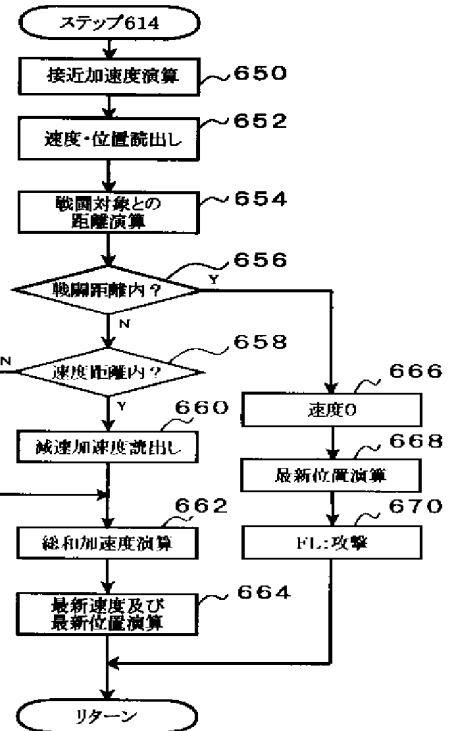 ステップ614
接近加速度演算
650
速度・位置読出し
652
戦闘対象との
距離演算
654
戦闘距離内？
656
Y
N
速度距離内？
658
N
Y
減速加速度読出し
660
総和加速度演算
662
最新速度及び
最新位置演算
664
速度0
666
最新位置演算
668
FL:攻撃
670
リターン